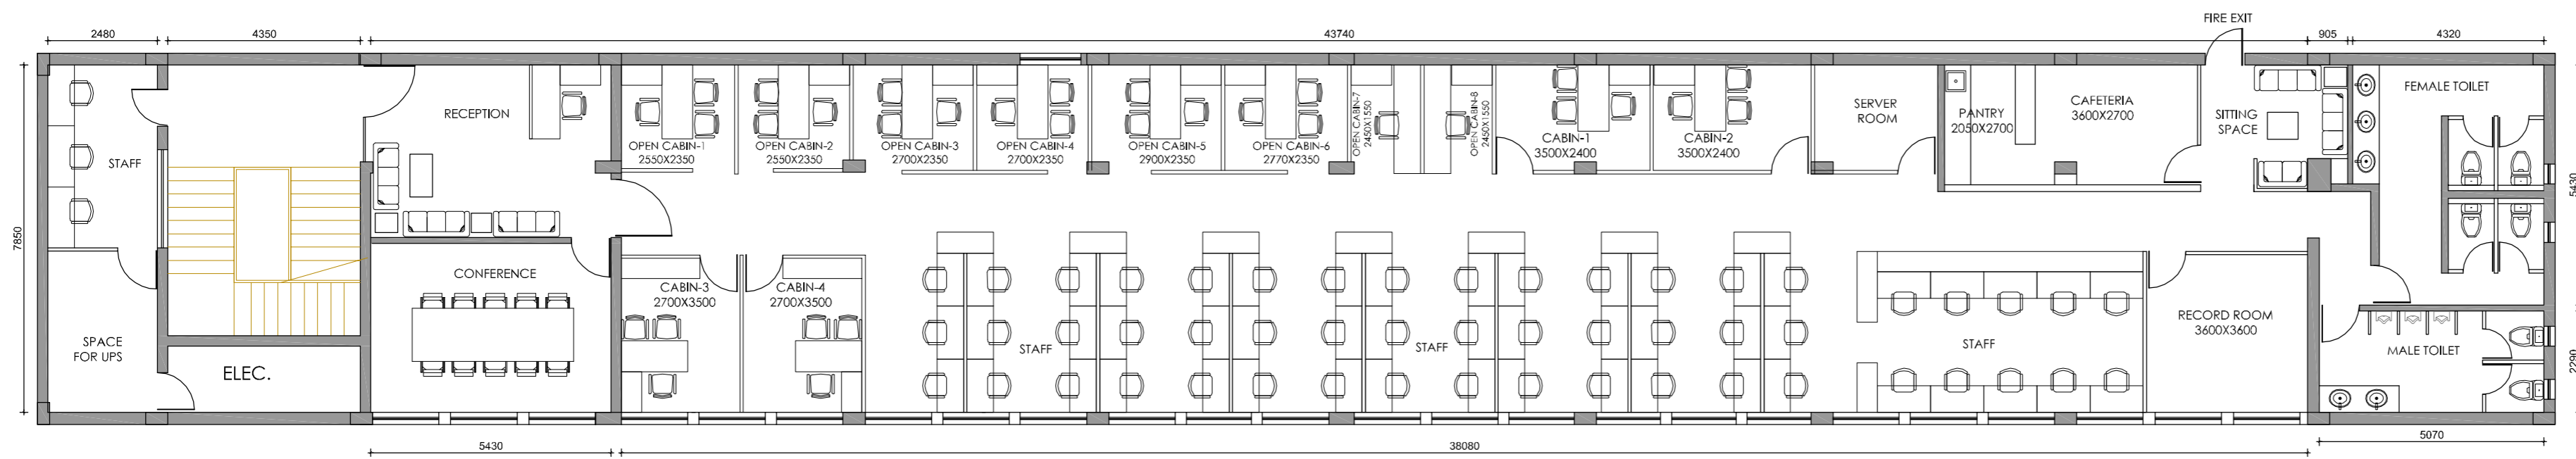 FIRE EXIT
2480
4350
43740
905
4320
RECEPTION
STAFF
OPEN CABIN-1
2550X2350
OPEN CABIN-2
2550X2350
OPEN CABIN-3
2700X2350
OPEN CABIN-4
2700X2350
OPEN CABIN-5
2900X2350
OPEN CABIN-6
2770X2350
OPEN CABIN-7
2450X1550
OPEN CABIN-8
2450X1550
CABIN-1
3500X2400
CABIN-2
3500X2400
SERVER
ROOM
PANTRY
2050X2700
CAFETERIA
3600X2700
SITTING
SPACE
FEMALE TOILET
7850
5430
CONFERENCE
CABIN-3
2700X3500
CABIN-4
2700X3500
SPACE
FOR UPS
ELEC.
STAFF
STAFF
STAFF
RECORD ROOM
3600X3600
MALE TOILET
2290
5430
38080
5070